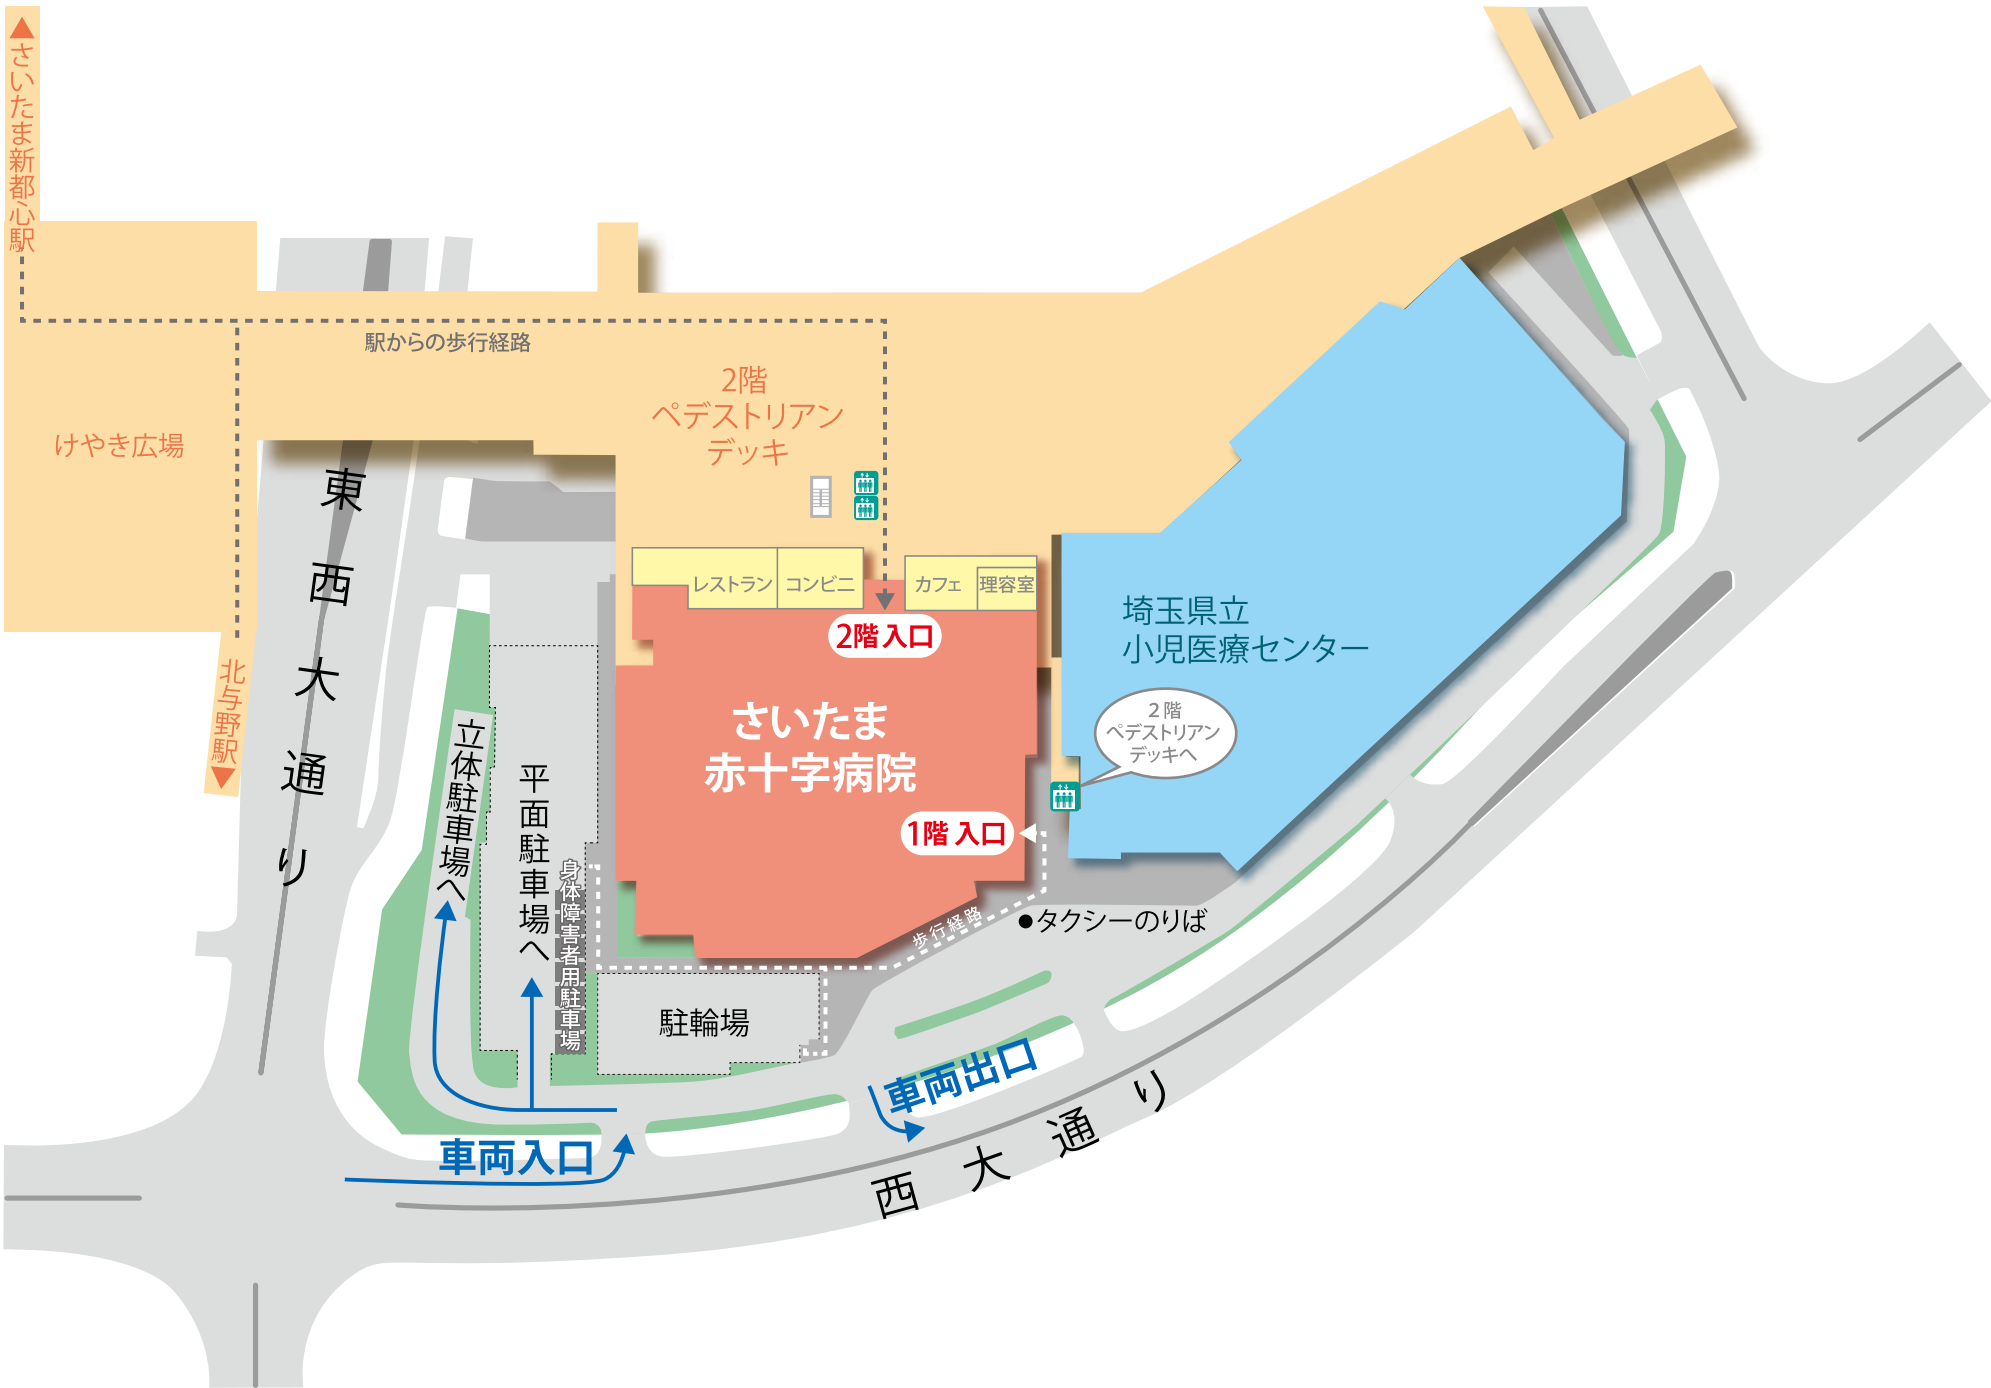 さいたま新都心駅
駅からの歩行経路
2階
ペデストリアン
デッキ
けやき広場
東西大通り
レストラン
コンビニ
カフェ
理容室
2階 入口
埼玉県立
小児医療センター
北与野駅
さいたま
赤十字病院
2階
ペデストリアン
デッキへ
立体駐車場へ
平面駐車場へ
1階 入口
身体障害者用駐車場
歩行経路
●タクシーのりば
駐輪場
車両出口
車両入口
西大通り